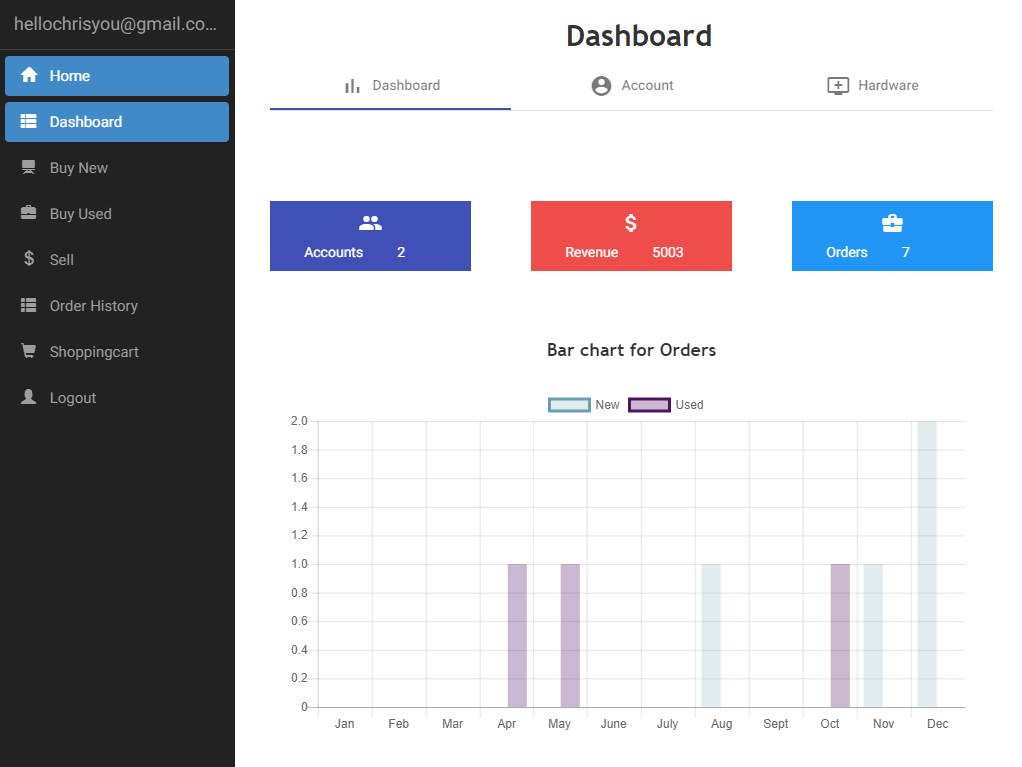 hellochrisyou@gmail.co...
Home
Dashboard
Buy New
Buy Used
Sell
Order History
Shoppingcart
Logout
Dashboard
Dashboard Account Hardware
Accounts 2
Revenue 5003
Orders 7
Bar chart for Orders
New Used
2.0
1.8
1.6
1.4
1.2
1.0
0.8
0.6
0.4
0.2
0
Jan Feb Mar Apr May June July Aug Sept Oct Nov Dec